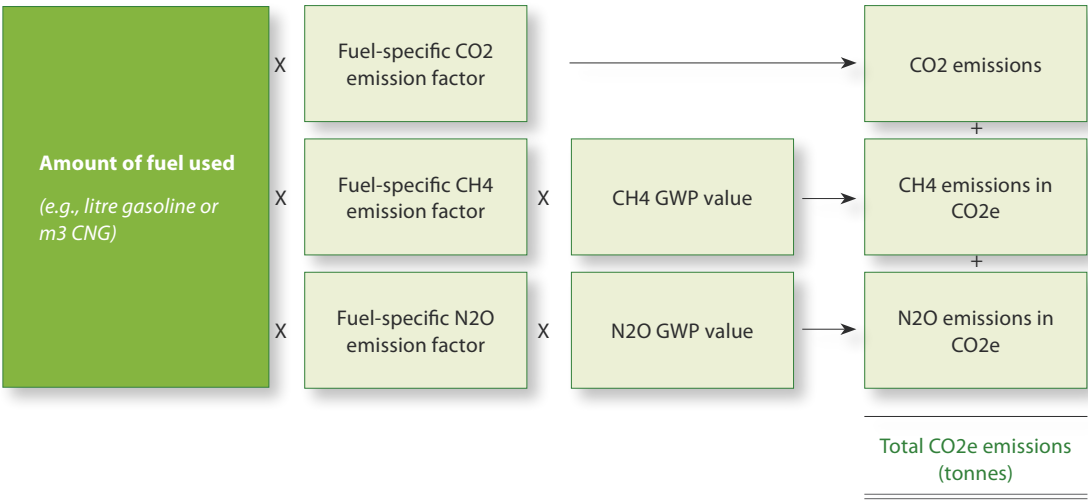 Amount of fuel used
(e.g., litre gasoline or
m3 CNG)
X
Fuel-specific CO2
emission factor
CO2 emissions
+
X
Fuel-specific CH4
emission factor
X
CH4 GWP value
CH4 emissions in
CO2e
+
X
Fuel-specific N2O
emission factor
X
N2O GWP value
N2O emissions in
CO2e
Total CO2e emissions
(tonnes)